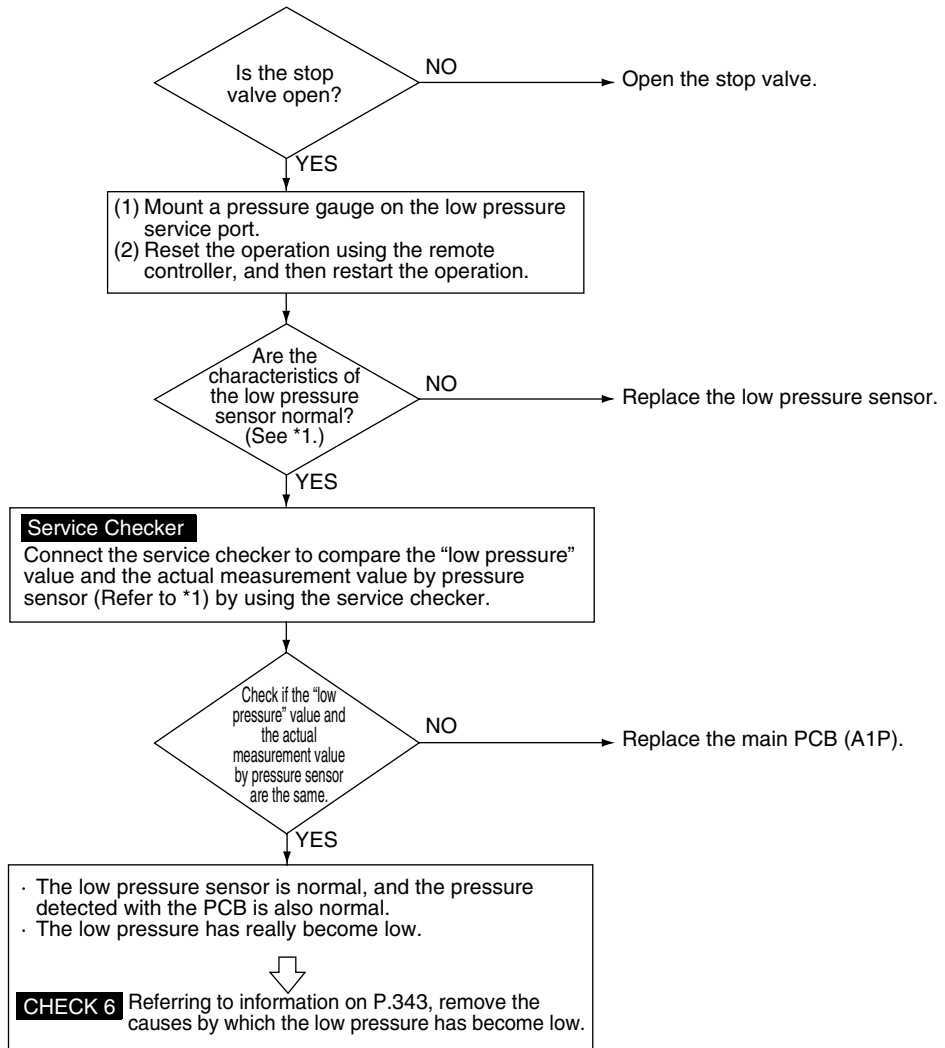 Is the stop
valve open?
NO
Open the stop valve.
YES
(1) Mount a pressure gauge on the low pressure
service port.
(2) Reset the operation using the remote
controller, and then restart the operation.
Are the
characteristics of
the low pressure
sensor normal?
(See *1.)
NO
Replace the low pressure sensor.
YES
Service Checker
Connect the service checker to compare the “low pressure”
value and the actual measurement value by pressure
sensor (Refer to *1) by using the service checker.
Check if the “low
pressure” value and
the actual
measurement value
by pressure sensor
are the same.
NO
Replace the main PCB (A1P).
YES
· The low pressure sensor is normal, and the pressure
detected with the PCB is also normal.
· The low pressure has really become low.
CHECK 6 Referring to information on P.343, remove the
causes by which the low pressure has become low.